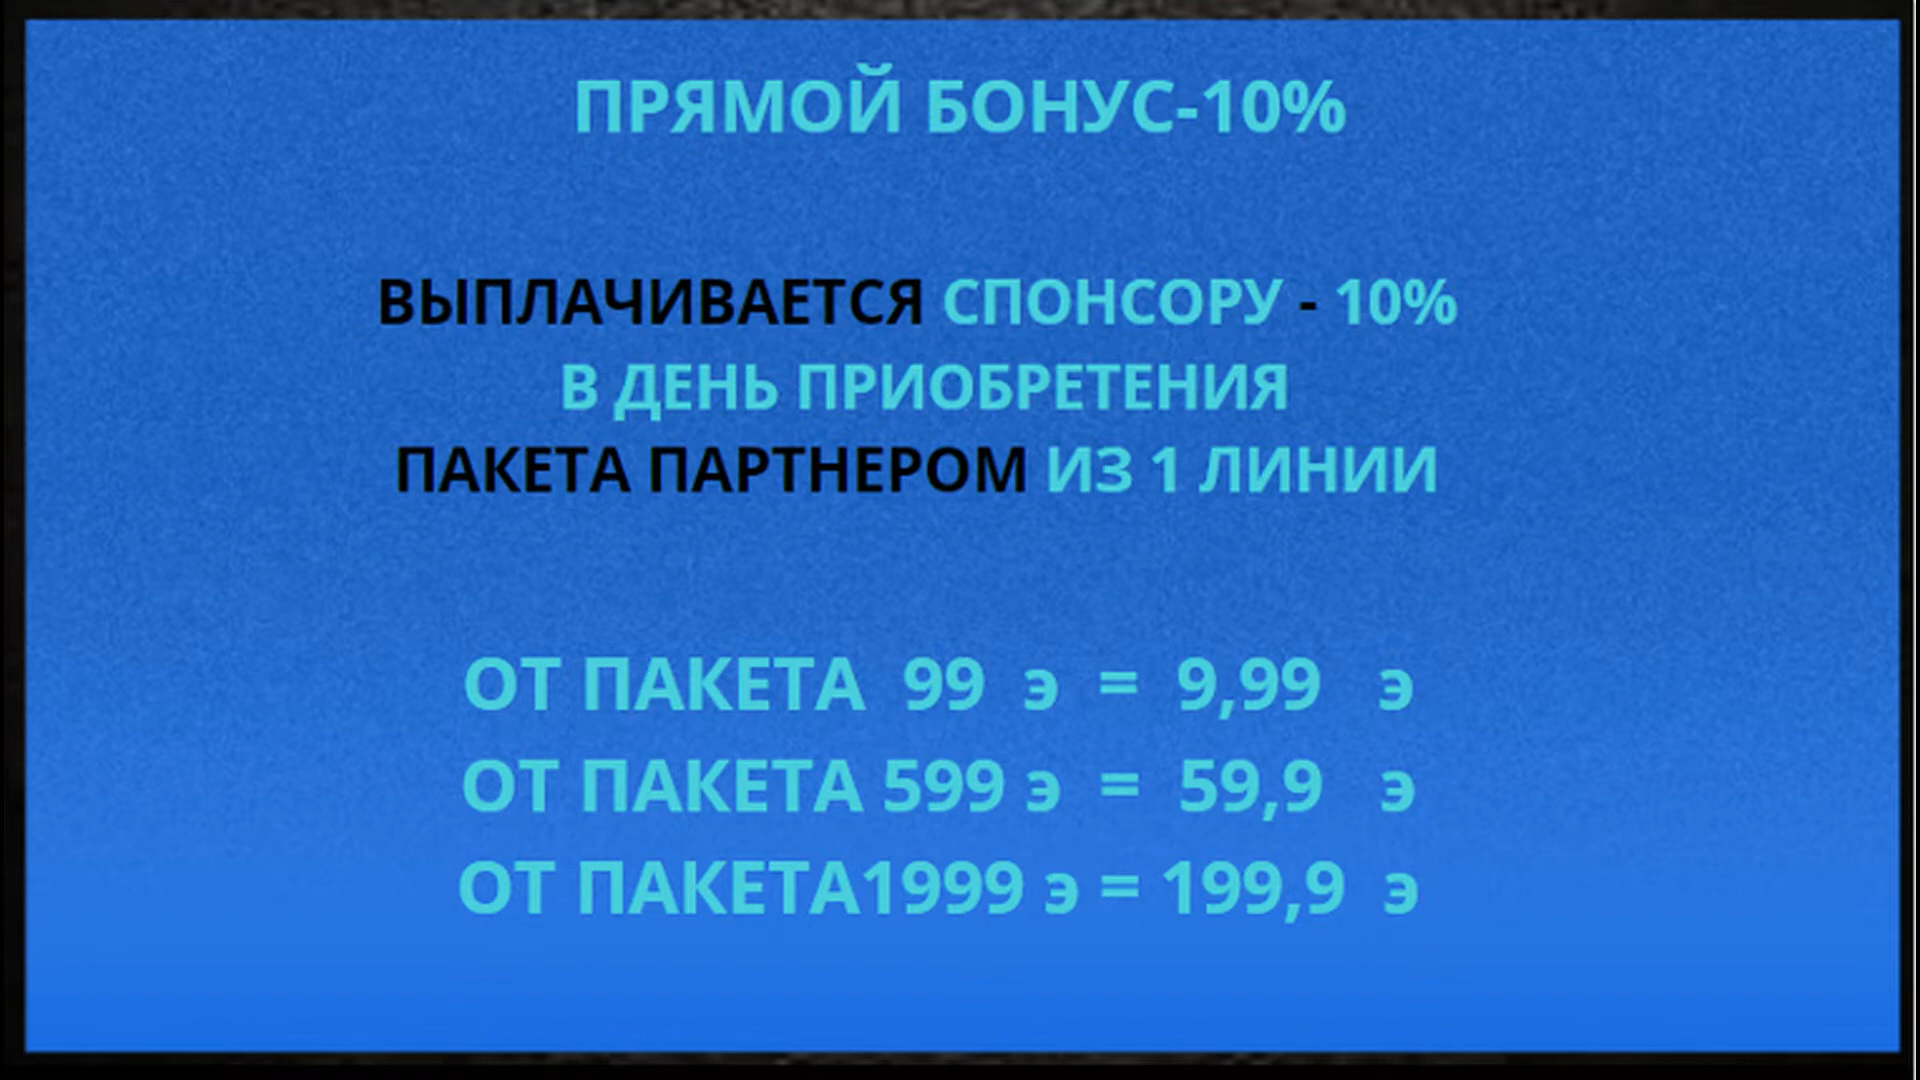 ПРЯМОЙ БОНУС-10%
ВЫПЛАЧИВАЕТСЯ СПОНСОРУ - 10%
В ДЕНЬ ПРИОБРЕТЕНИЯ
ПАКЕТА ПАРТНЕРОМ ИЗ 1 ЛИНИИ
ОТ ПАКЕТА 99 э = 9,99 э
ОТ ПАКЕТА 599 э = 59,9 э
ОТ ПАКЕТА1999 э = 199,9 э